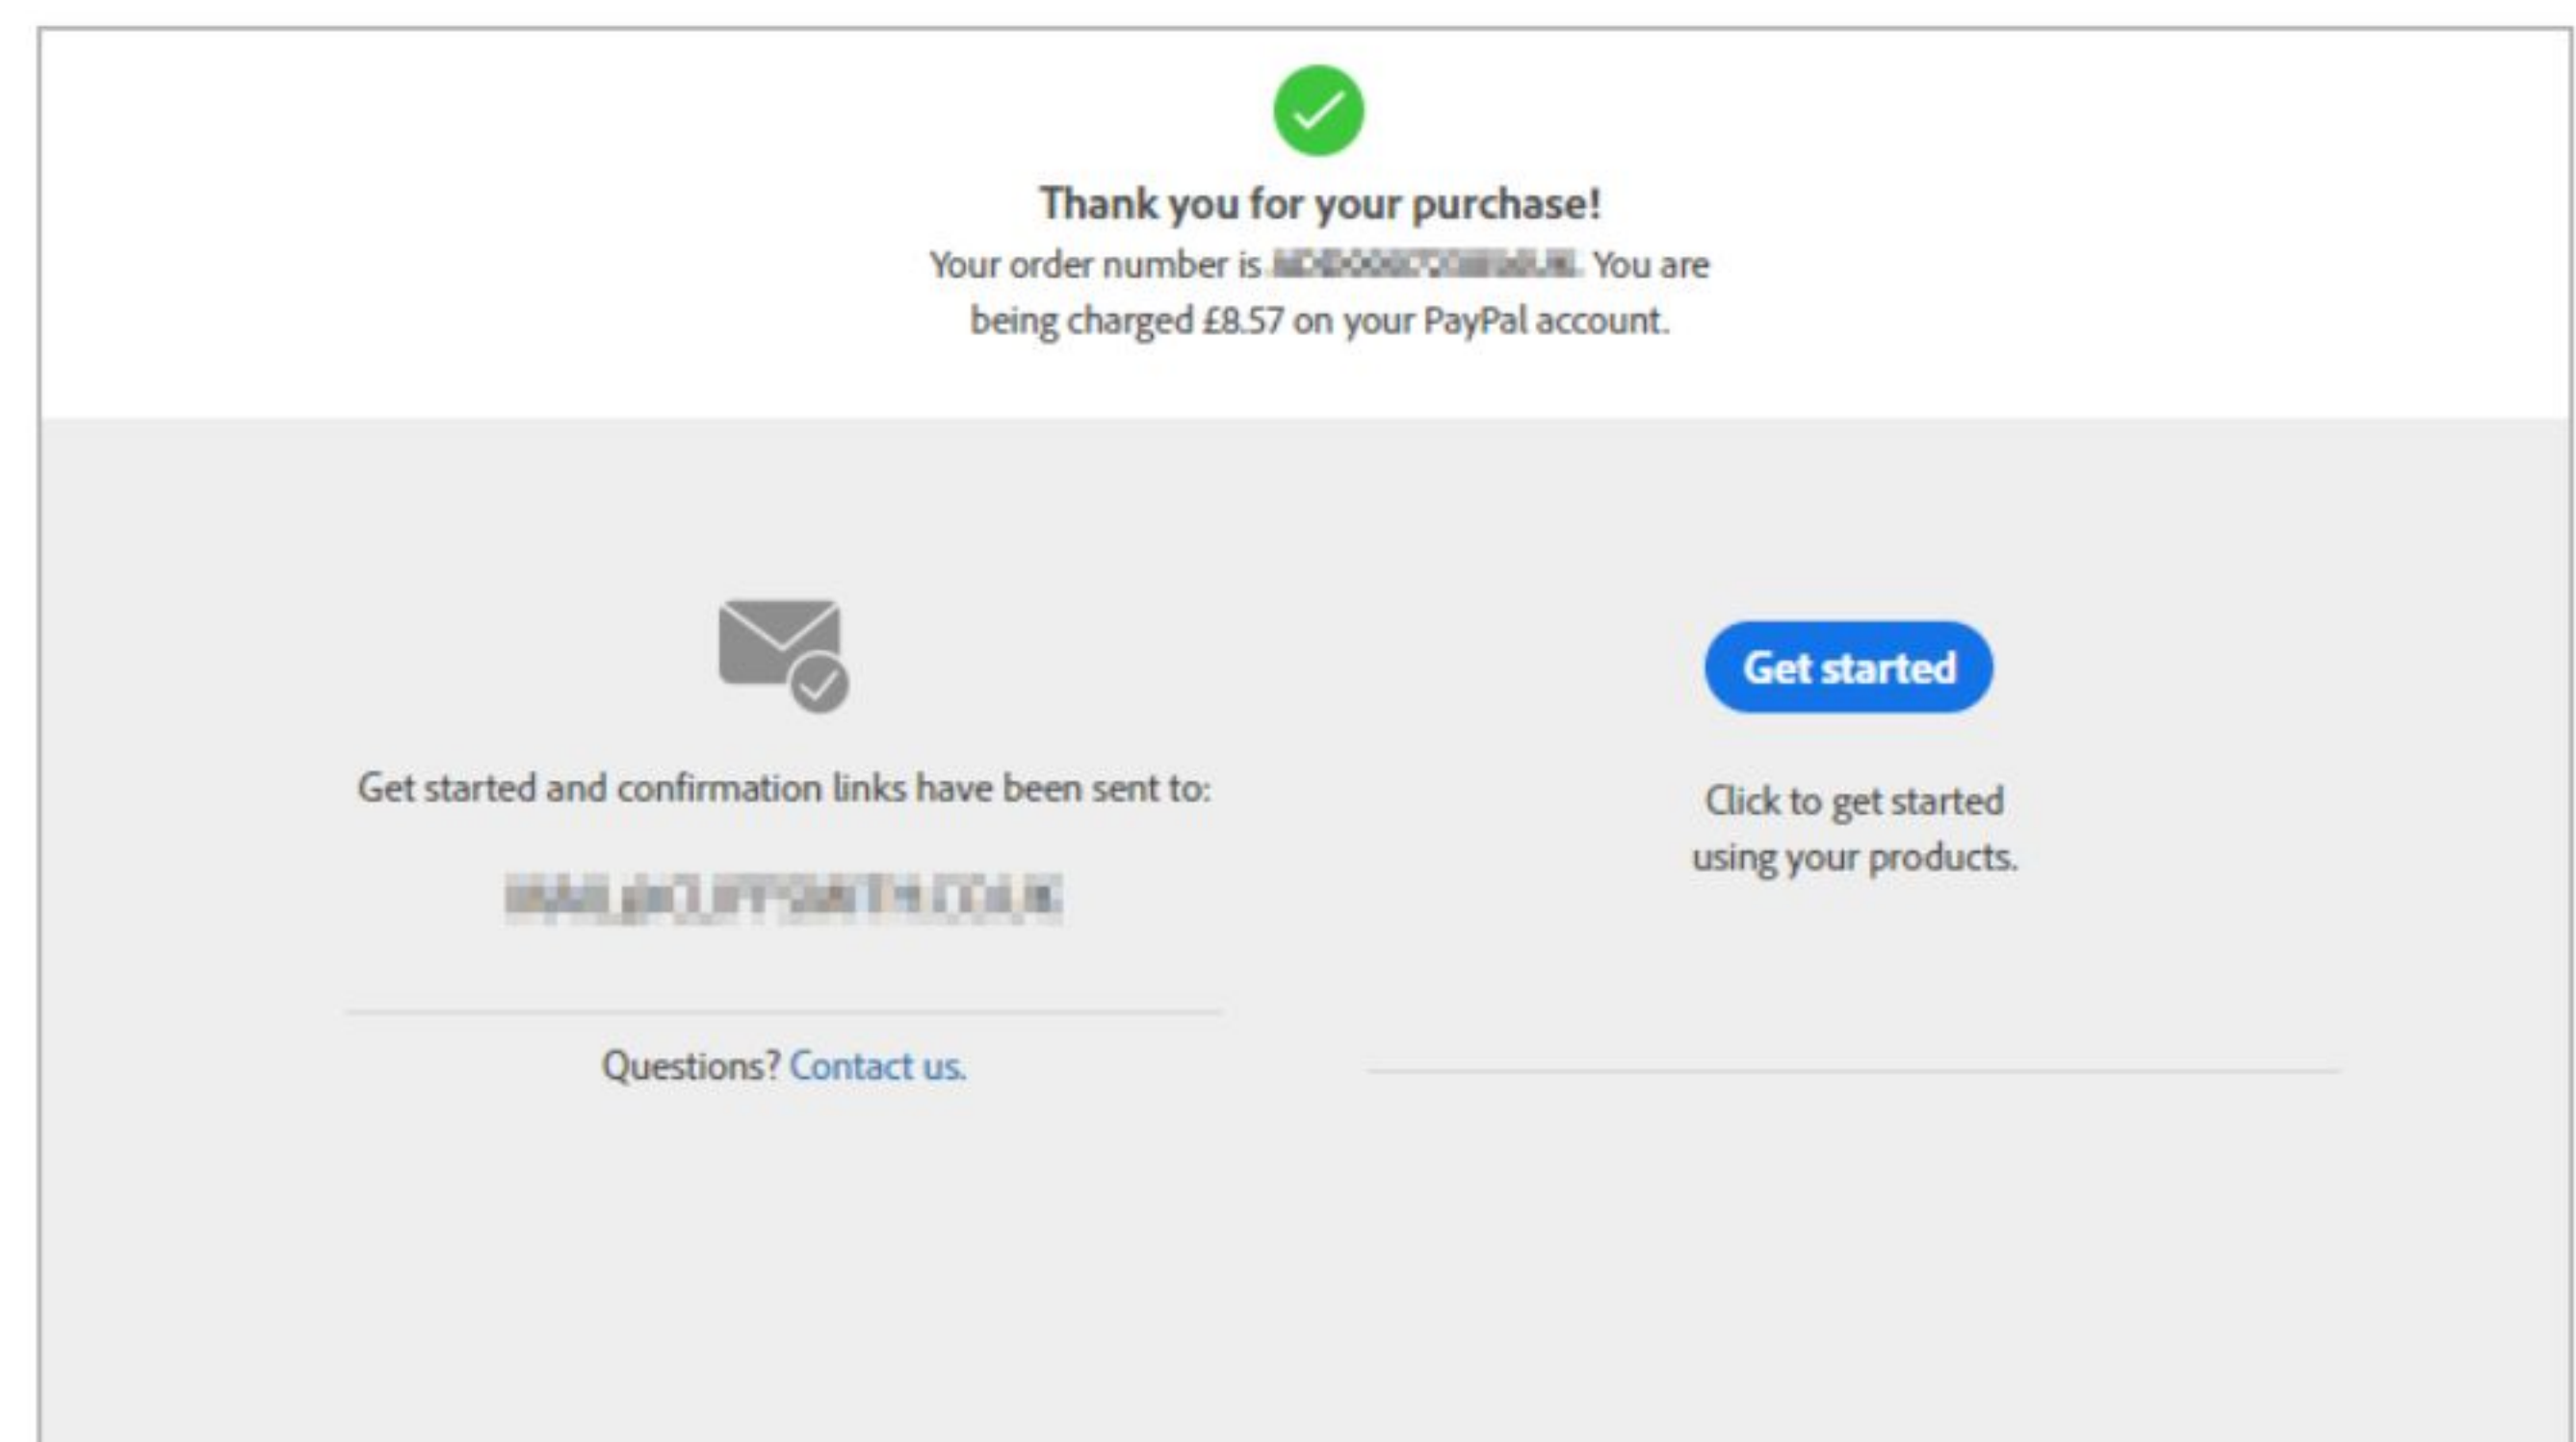 Thank you for your purchase!
Your order number is You are
being charged £8.57 on your PayPal account.
Get started and confirmation links have been sent to:
Questions? Contact us.
Get started
Click to get started
using your products.